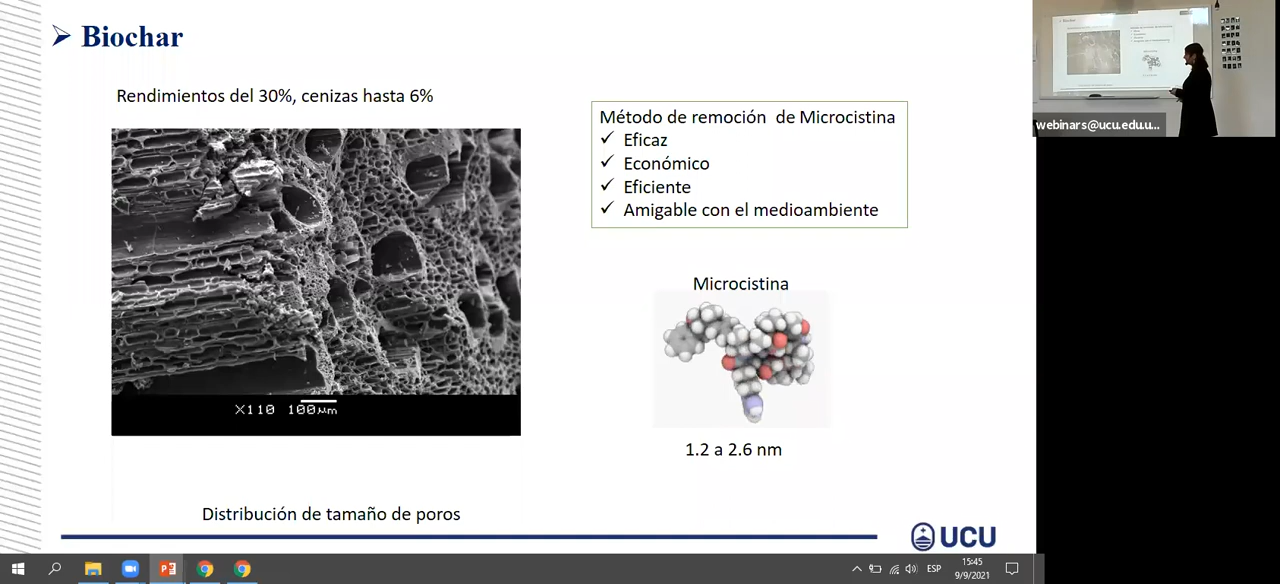 Biochar
Rendimientos del 30%, cenizas hasta 6%
Método de remoción de Microcistina
Eficaz
Económico
Eficiente
Amigable con el medioambiente
X110 100µm
Microcistina
1.2 a 2.6 nm
Distribución de tamaño de poros
UCU
webinars@ucu.edu.u...
ESP
15:45
9/9/2021